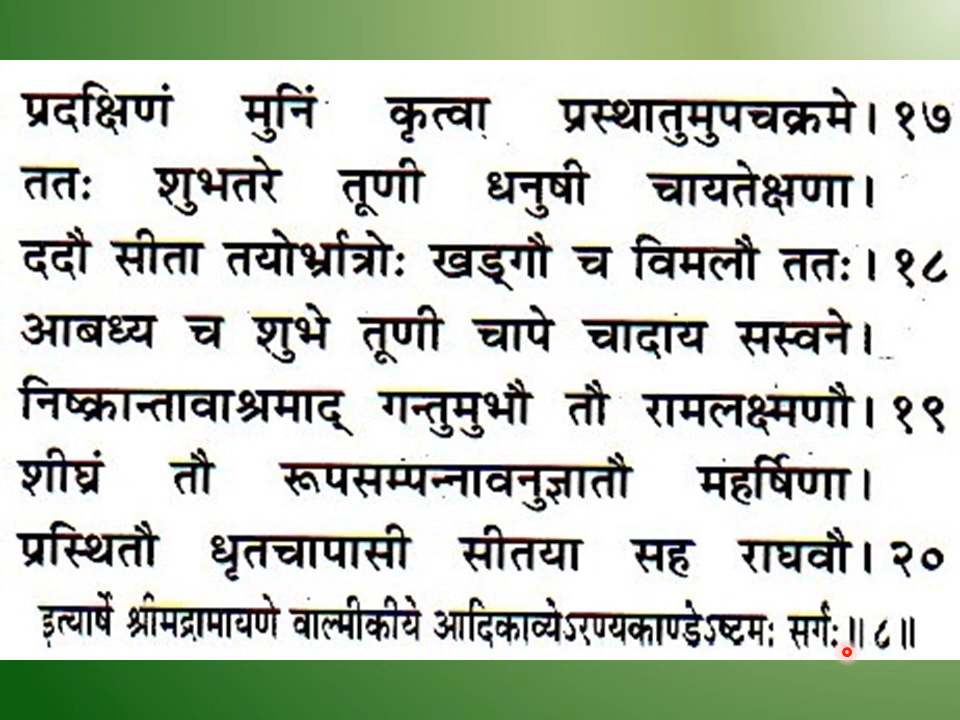 प्रदक्षिणं मुनिं कृत्वा प्रस्थातुमुपचक्रमे। १७
ततः शुभतरे तूणी धनुषी चायतेक्षणा।
ददौ सीता तयोर्भ्रात्रोः खड्गौ च विमलौ ततः। १८
आबध्य च शुभे तूणी चापे चादाय सस्वने।
निष्क्रान्तावाश्रमाद् गन्तुमुभौ तौ रामलक्ष्मणौ। १९
शीघ्रं तौ रूपसम्पन्नावनुज्ञातौ महर्षिणा।
प्रस्थितौ धृतचापासी सीतया सह राघवौ। २०
इत्यार्षे श्रीमद्रामायणे वाल्मीकीये आदिकाव्येऽरण्यकाण्डेऽष्टमः सर्गः॥ ८॥